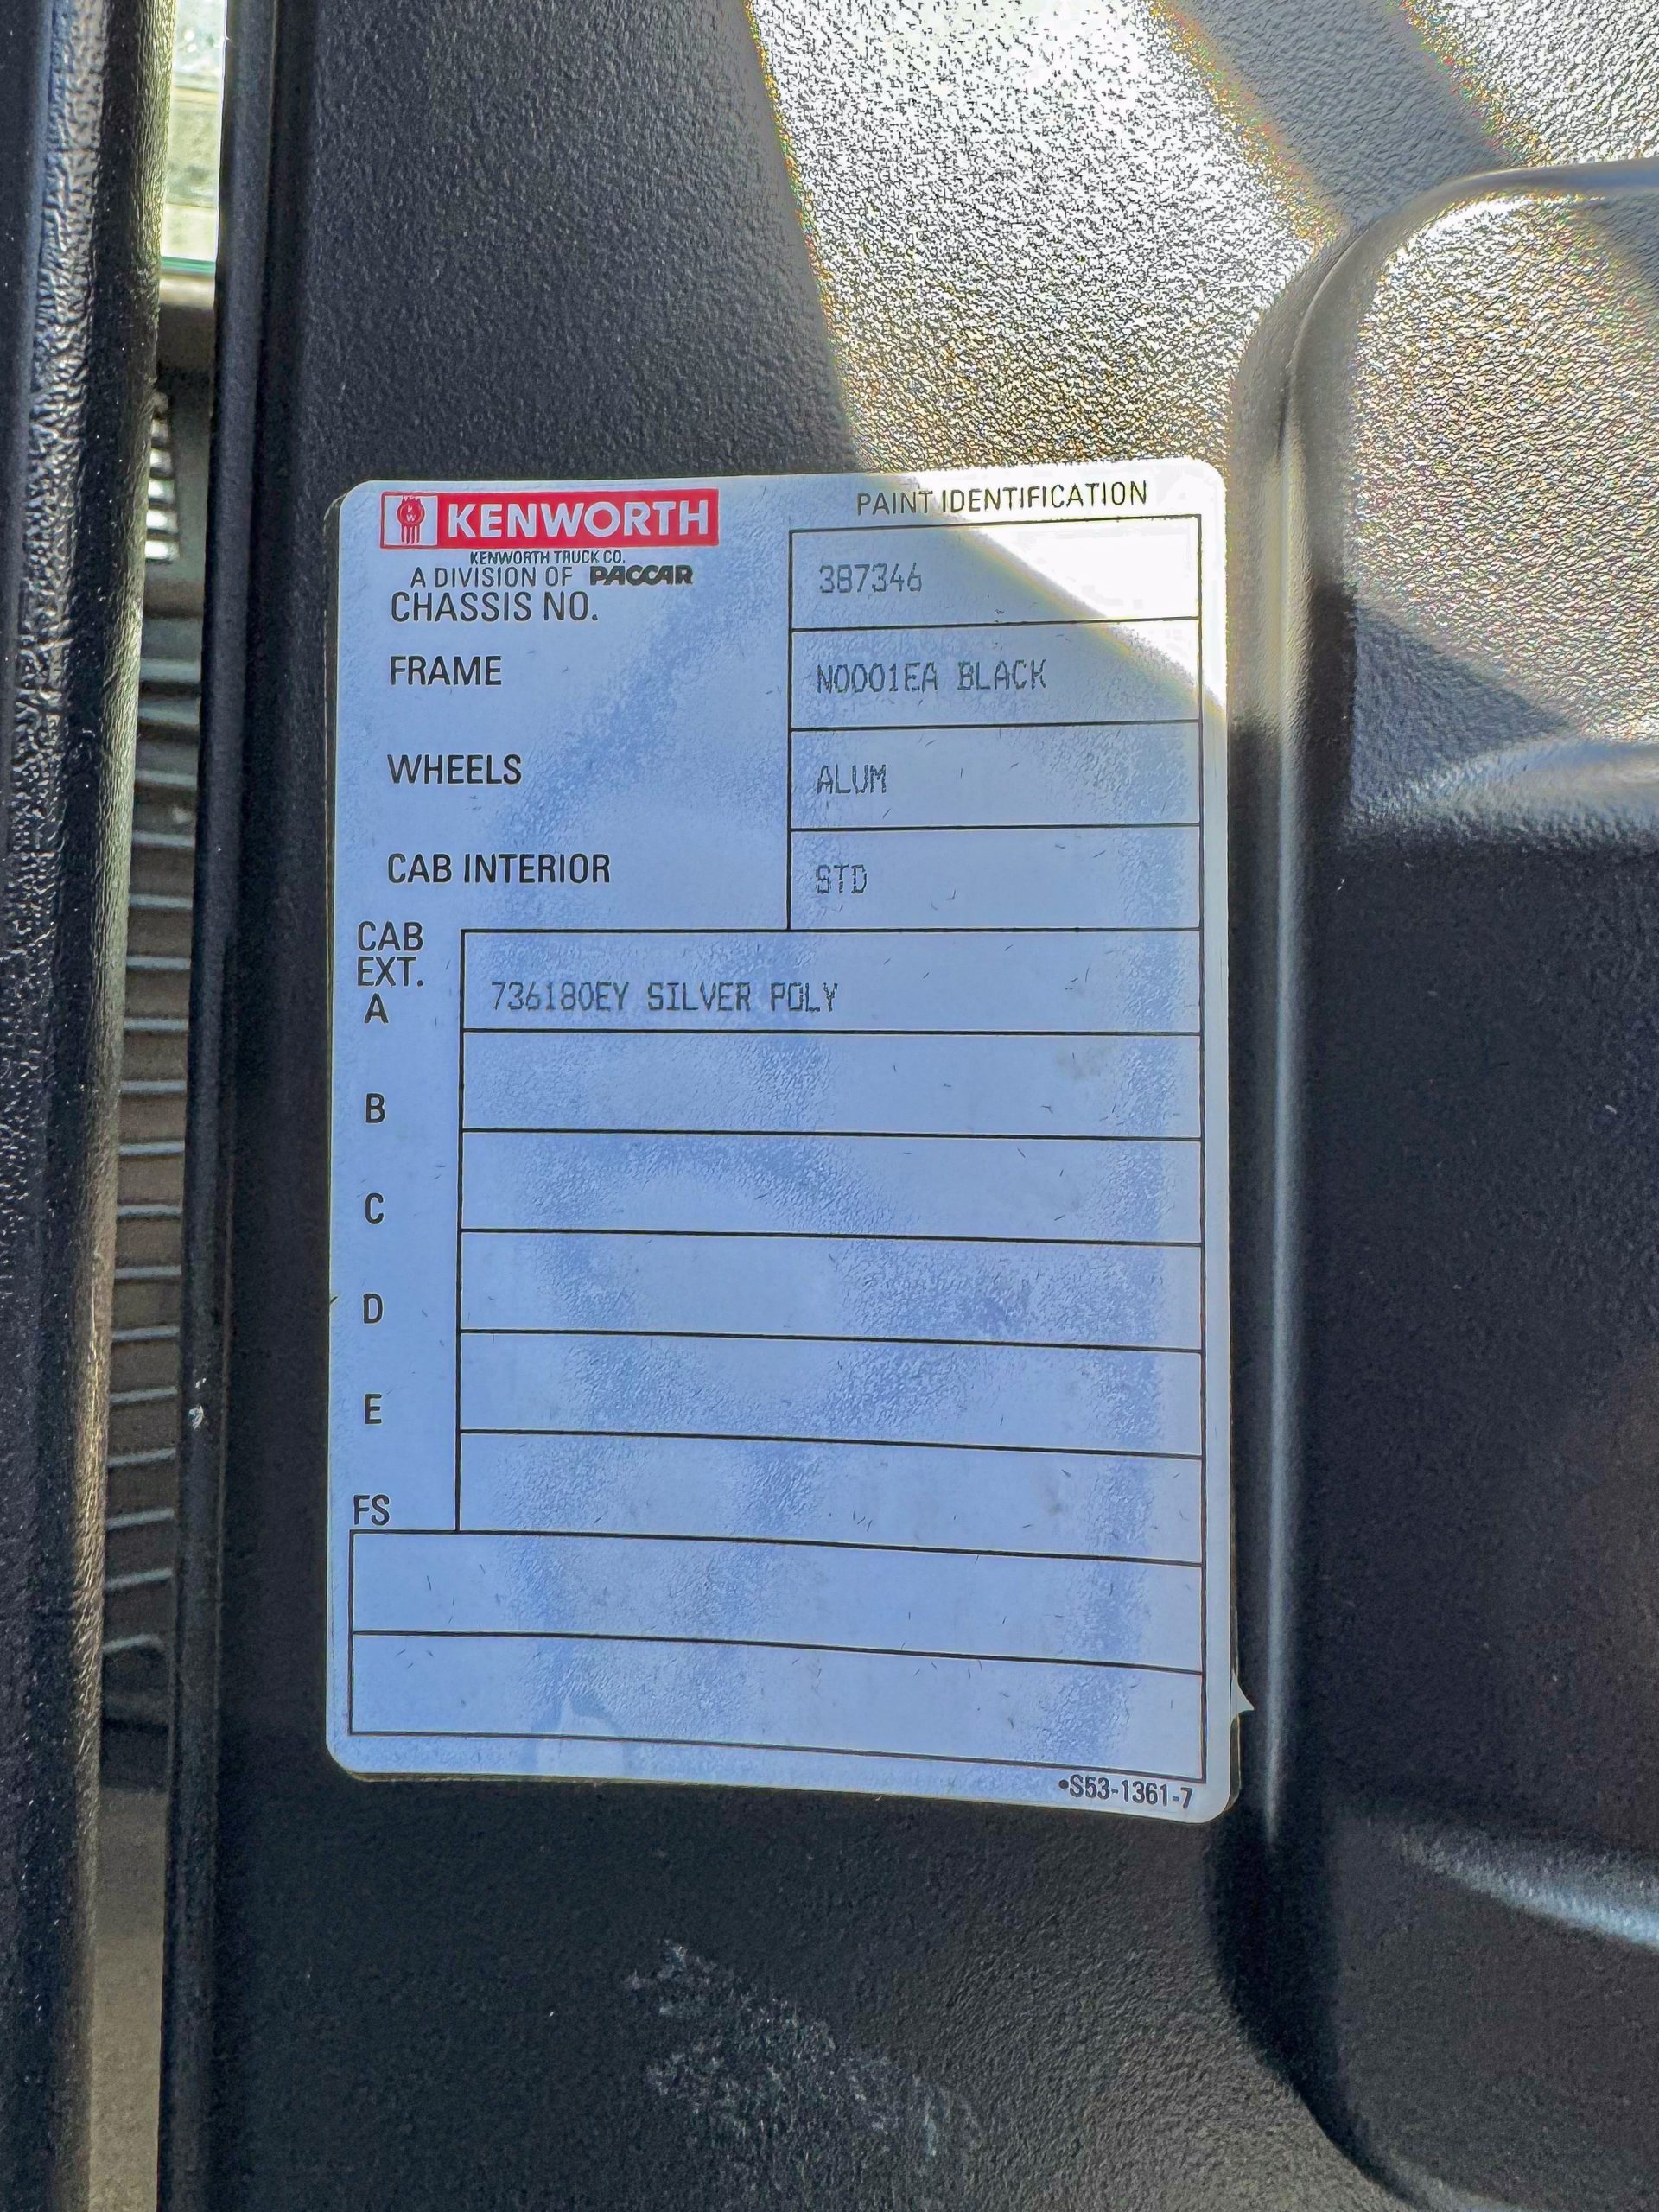 KENWORTH
KENWORTH TRUCK CO.
A DIVISION OF PACCAR
PAINT IDENTIFICATION
CHASSIS NO. 387346
FRAME N0001EA BLACK
WHEELS ALUM
CAB INTERIOR STD
CAB
EXT.
A 736180EY SILVER POLY
B
C
D
E
FS
•S53-1361-7